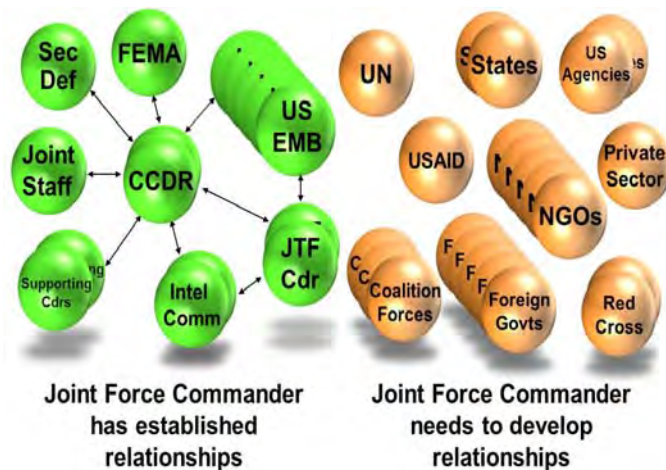 Sec
Def
FEMA
US
EMB
Joint
Staff
CCDR
Supporting
Cdrs
Intel
Comm
JTF
Cdr
Joint Force Commander
has established
relationships
UN
States
US
Agencies
USAID
NGOs
Private
Sector
Coalition
Forces
Foreign
Govts
Red
Cross
Joint Force Commander
needs to develop
relationships